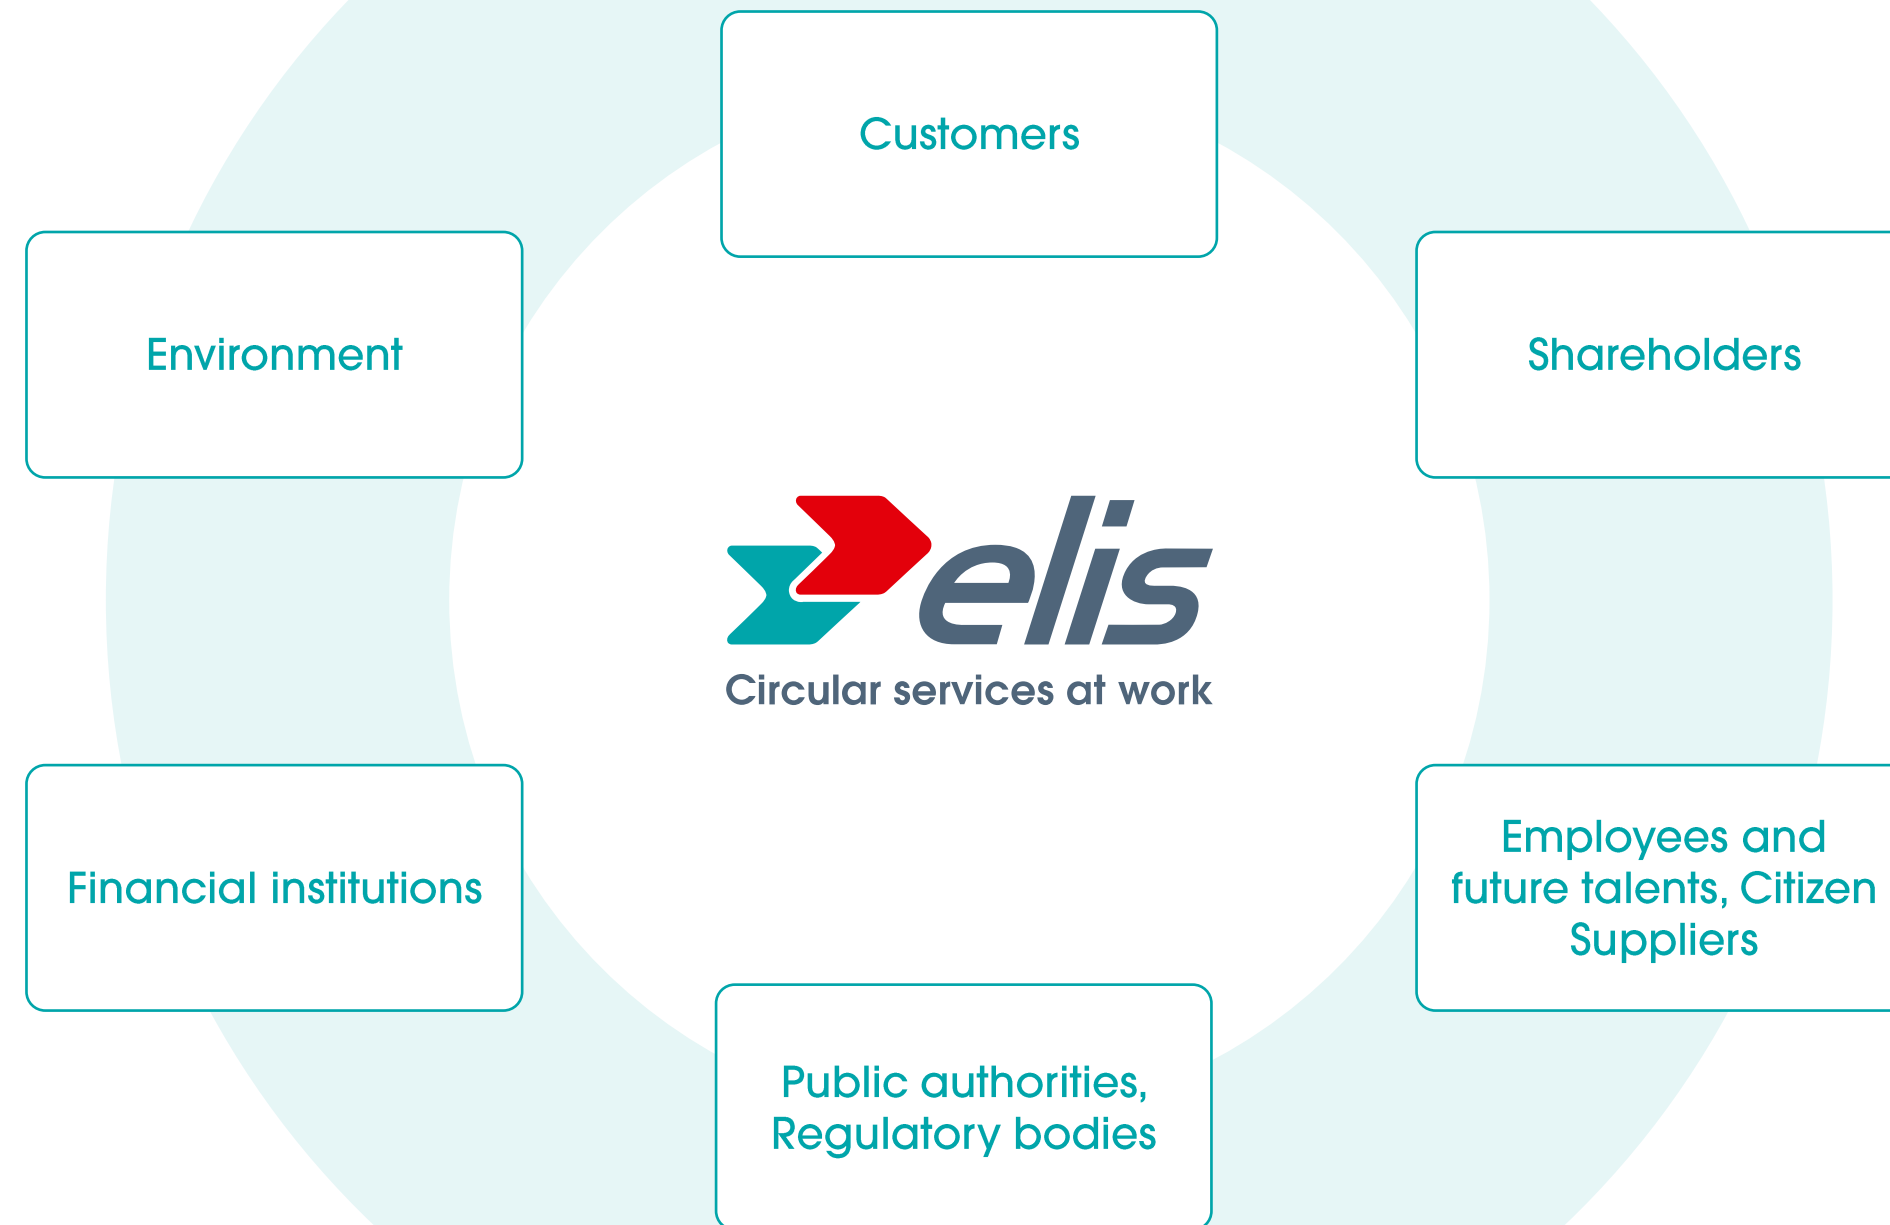 Customers
Environment
Shareholders
elis
Circular services at work
Financial institutions
Employees and
future talents, Citizen
Suppliers
Public authorities,
Regulatory bodies